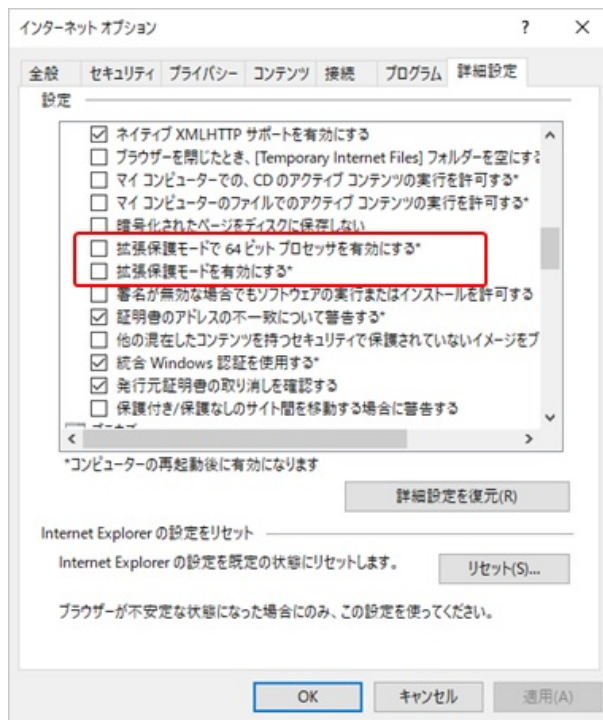 インターネット オプション
全般 セキュリティ プライバシー コンテンツ 接続 プログラム 詳細設定
設定
ネイティブ XMLHTTP サポートを有効にする
ブラウザーを閉じたとき、[Temporary Internet Files] フォルダーを空にする
マイ コンピューターでの、CD のアクティブ コンテンツの実行を許可する*
マイ コンピューターのファイルでのアクティブ コンテンツの実行を許可する*
暗号化されたページをディスクに保存しない
拡張保護モードで 64 ビット プロセッサを有効にする*
拡張保護モードを有効にする*
署名が無効な場合でもソフトウェアの実行またはインストールを許可する
証明書のアドレスの不一致について警告する*
他の混在したコンテンツを持つセキュリティで保護されていないイメージをブ
統合 Windows 認証を使用する*
発行元証明書の取り消しを確認する
保護付き/保護なしのサイト間を移動する場合に警告する
*コンピューターの再起動後に有効になります
詳細設定を復元(R)
Internet Explorer の設定をリセット
Internet Explorer の設定を既定の状態にリセットします。
リセット(S)...
ブラウザーが不安定な状態になった場合にのみ、この設定を使ってください。
OK キャンセル 適用(A)